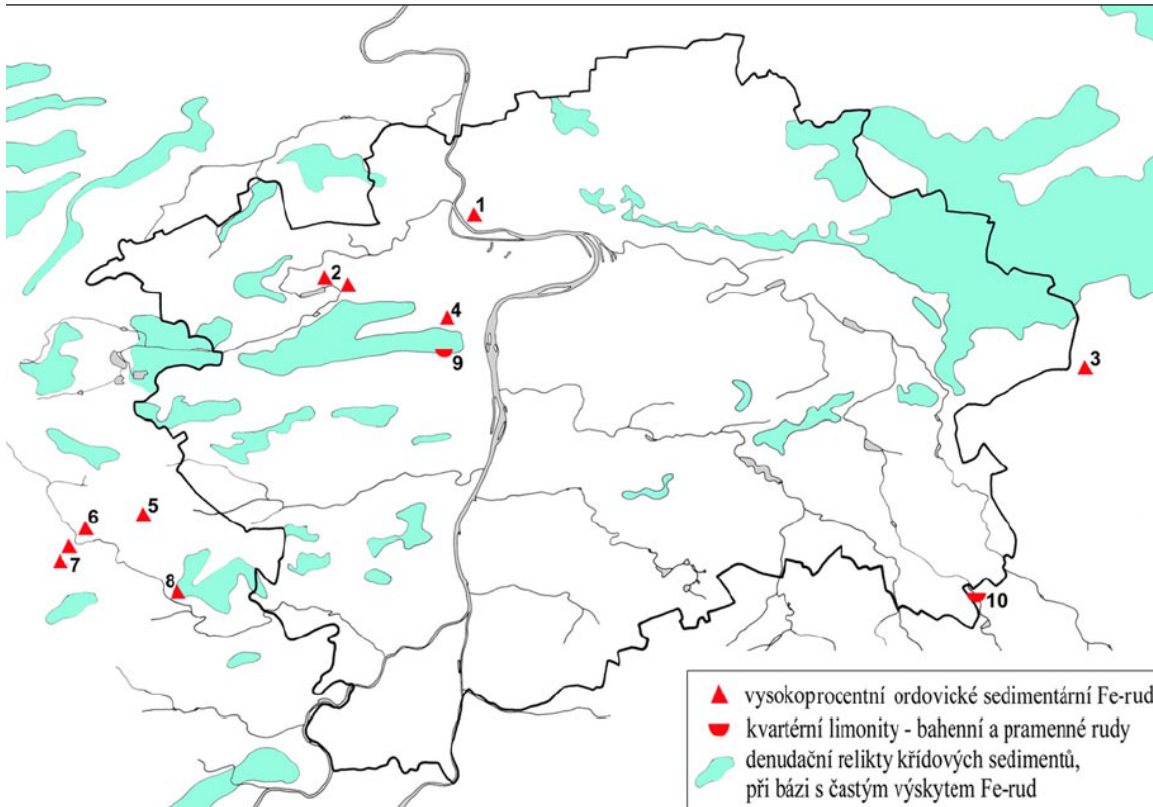 1
2
4
9
3
5
6
7
8
10
vysokoprocentní ordovické sedimentární Fe-rud
kvartérní limonity - bahenní a pramenné rudy
denudační relikty křídových sedimentů,
při bázi s častým výskytem Fe-rud